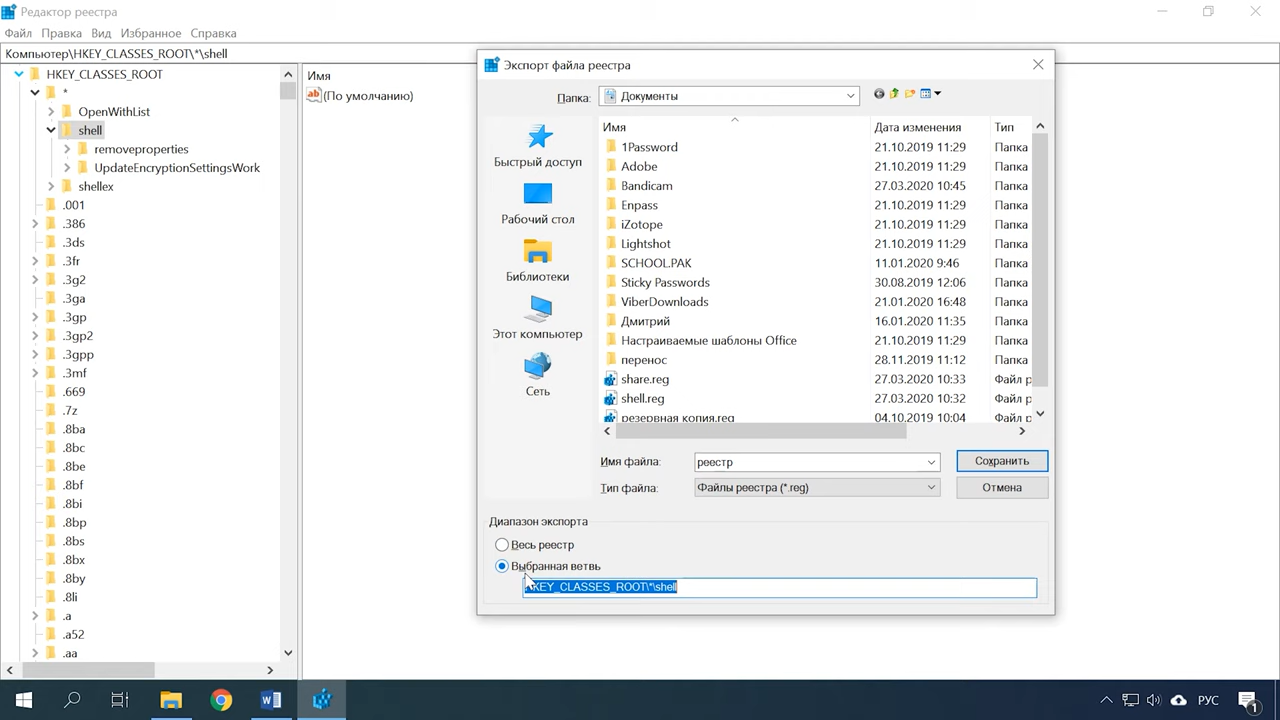 Редактор реестра
Файл Правка Вид Избранное Справка
Компьютер\HKEY_CLASSES_ROOT\*\shell
HKEY_CLASSES_ROOT
*
OpenWithList
shell
removeproperties
UpdateEncryptionSettingsWork
shellex
.001
.386
.3ds
.3fr
.3g2
.3ga
.3gp
.3gp2
.3gpp
.3mf
.669
.7z
.8ba
.8bc
.8be
.8bf
.8bi
.8bp
.8bs
.8bx
.8by
.8li
.a
.a52
.aa
Имя
ab (По умолчанию)
Экспорт файла реестра
Папка: Документы
Быстрый доступ
Рабочий стол
Библиотеки
Этот компьютер
Сеть
Имя Дата изменения Тип
1Password 21.10.2019 11:29 Папка
Adobe 21.10.2019 11:29 Папка
Bandicam 27.03.2020 10:45 Папка
Enpass 21.10.2019 11:29 Папка
iZotope 21.10.2019 11:29 Папка
Lightshot 21.10.2019 11:29 Папка
SCHOOL.PAK 11.01.2020 9:46 Папка
Sticky Passwords 30.08.2019 12:06 Папка
ViberDownloads 21.01.2020 16:48 Папка
Дмитрий 16.01.2020 11:35 Папка
Настраиваемые шаблоны Office 21.10.2019 11:29 Папка
перенос 28.11.2019 11:12 Папка
share.reg 27.03.2020 10:33 Файл р
shell.reg 27.03.2020 10:32 Файл р
резервная копия.reg 04.10.2019 10:04 Файл р
Имя файла: реестр Сохранить
Тип файла: Файлы реестра (*.reg) Отмена
Диапазон экспорта
Весь реестр
Выбранная ветвь
HKEY_CLASSES_ROOT\*\shell
РУС
1